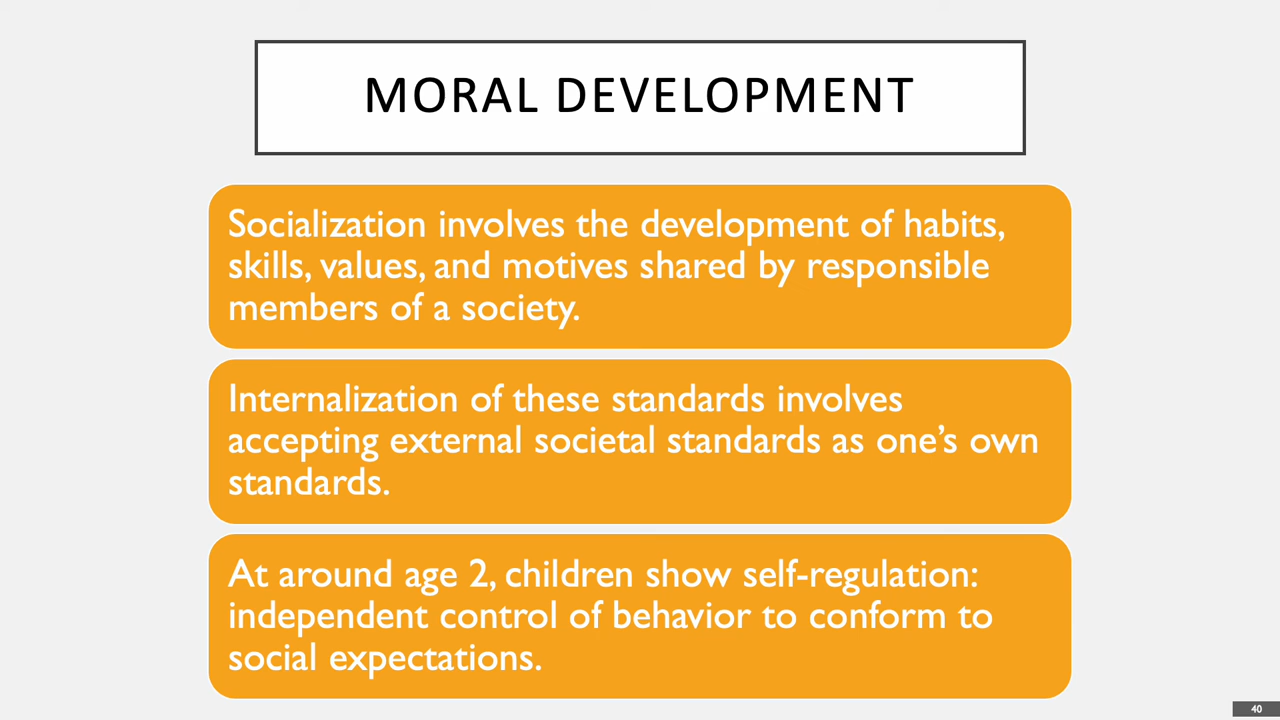 MORAL DEVELOPMENT
Socialization involves the development of habits,
skills, values, and motives shared by responsible
members of a society.
Internalization of these standards involves
accepting external societal standards as one’s own
standards.
At around age 2, children show self-regulation:
independent control of behavior to conform to
social expectations.
40